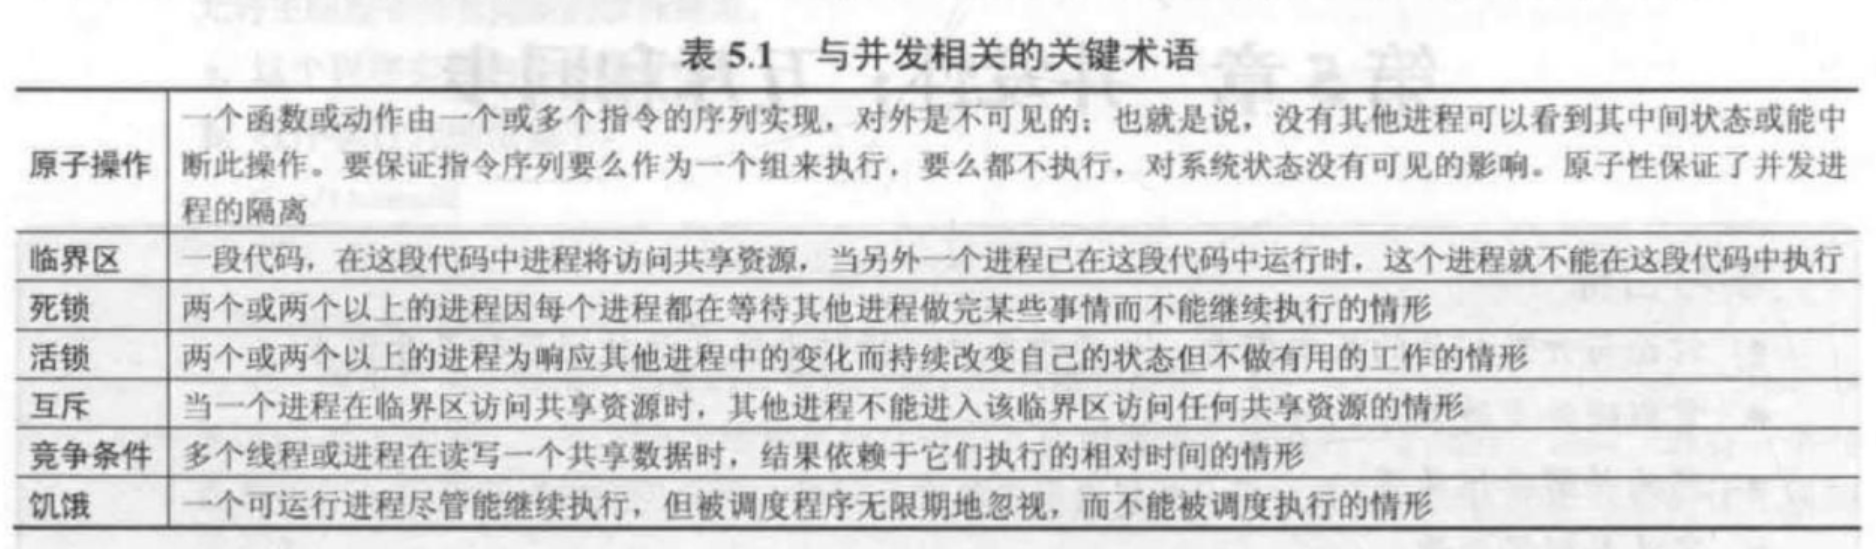 表 5.1 与并发相关的关键术语
一个函数或动作由一个或多个指令的序列实现，对外是不可见的；也就是说，没有其他进程可以看到其中间状态或能中
原子操作 断此操作。要保证指令序列要么作为一个组来执行，要么都不执行，对系统状态没有可见的影响。原子性保证了并发进
程的隔离
临界区 一段代码，在这段代码中进程将访问共享资源，当另外一个进程已在这段代码中运行时，这个进程就不能在这段代码中执行
死锁 两个或两个以上的进程因每个进程都在等待其他进程做完某些事情而不能继续执行的情形
活锁 两个或两个以上的进程为响应其他进程中的变化而持续改变自己的状态但不做有用的工作的情形
互斥 当一个进程在临界区访问共享资源时，其他进程不能进入该临界区访问任何共享资源的情形
竞争条件 多个线程或进程在读写一个共享数据时，结果依赖于它们执行的相对时间的情形
饥饿 一个可运行进程尽管能继续执行，但被调度程序无限期地忽视，而不能被调度执行的情形